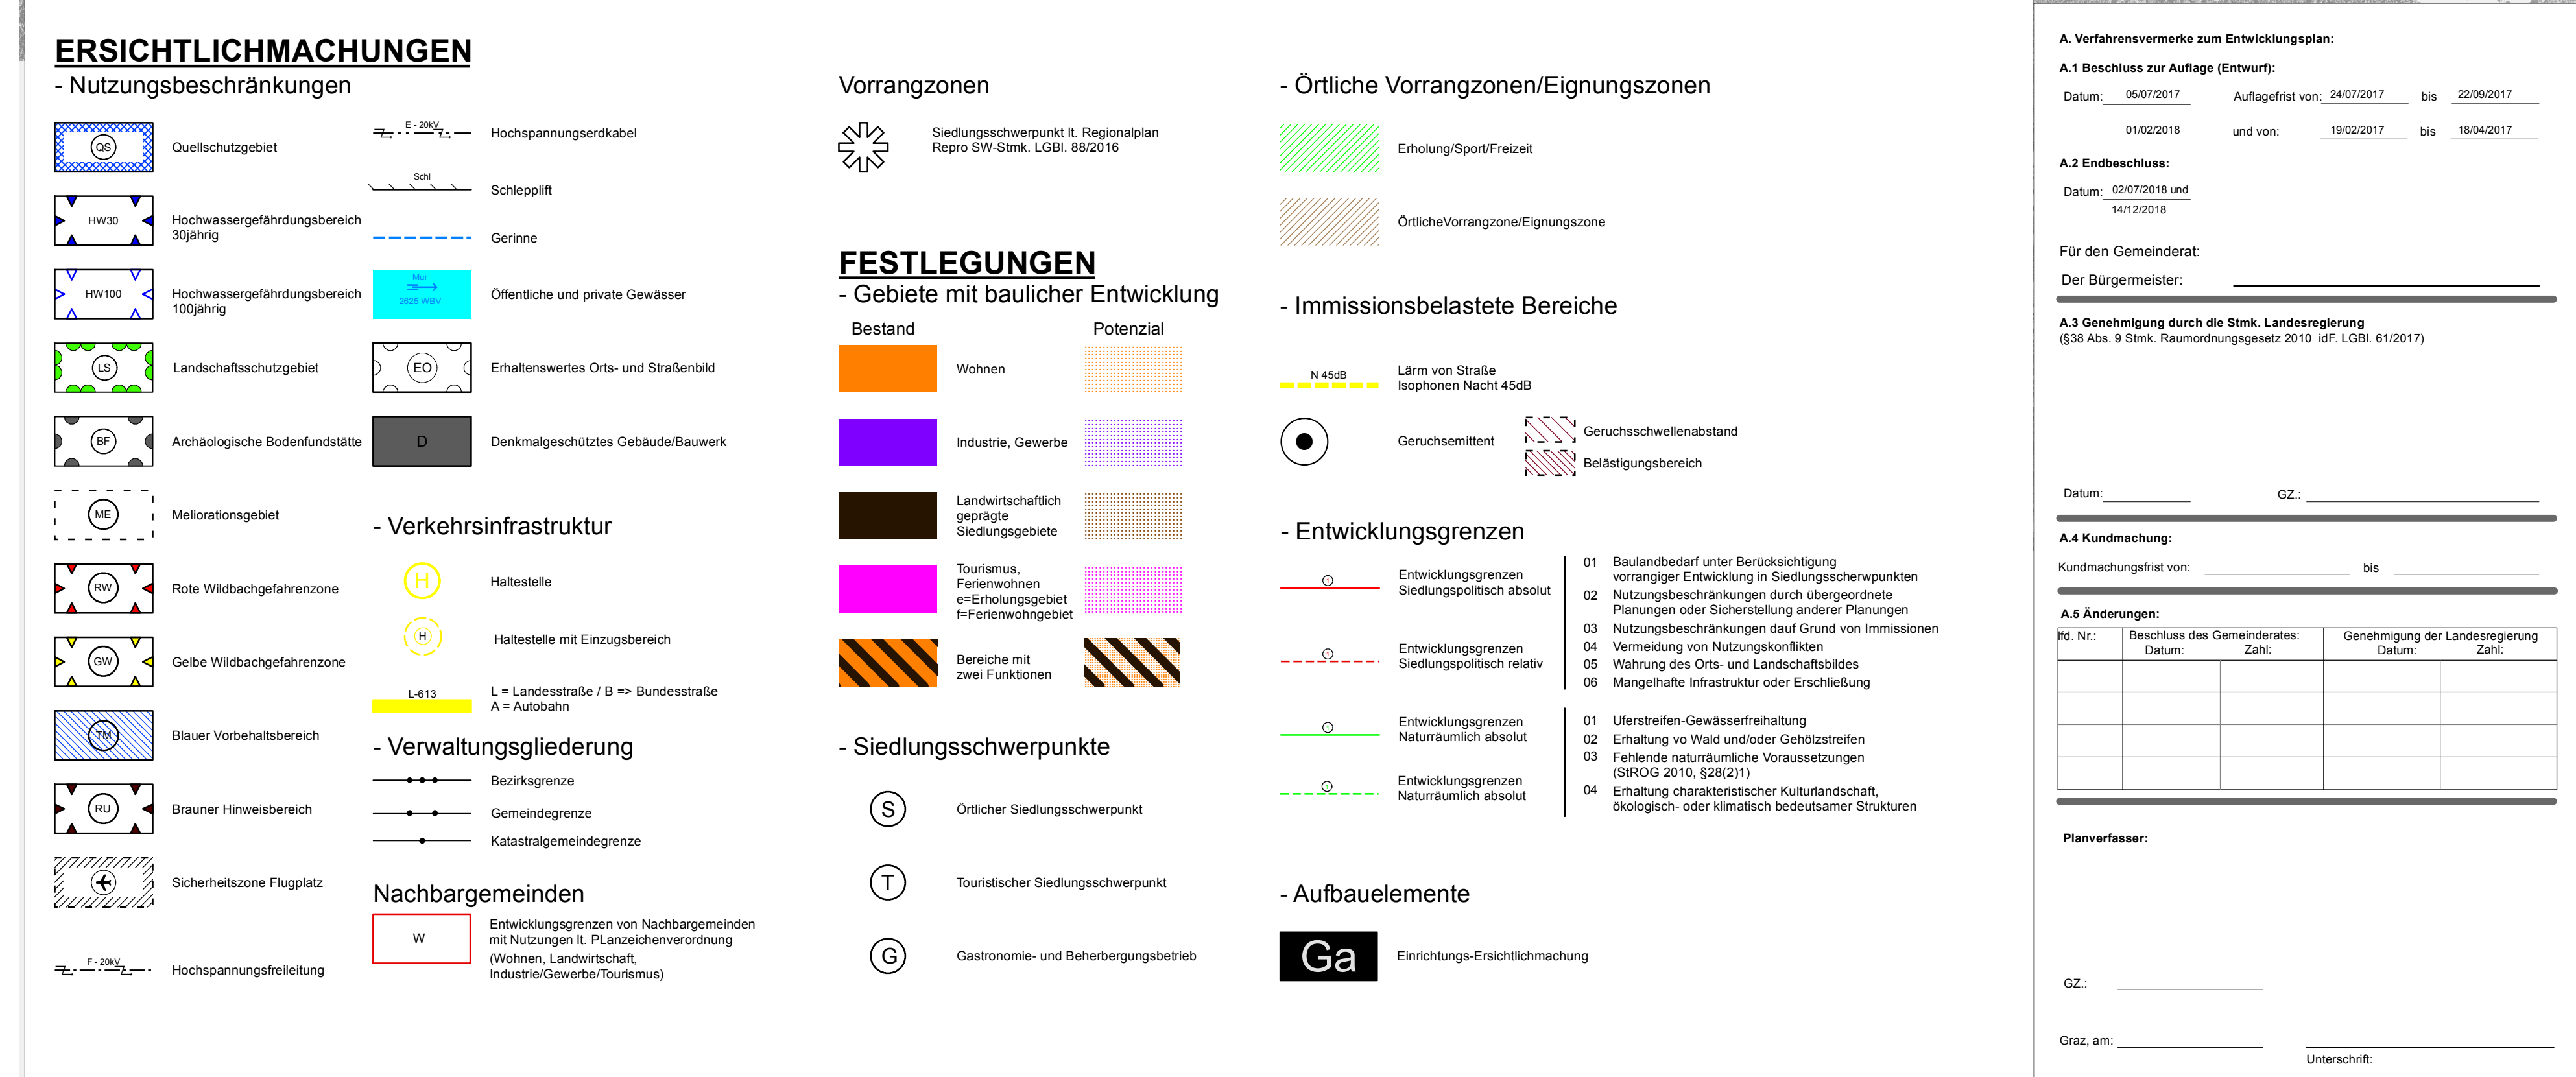 ERSICHTLICHMACHUNGEN
- Nutzungsbeschränkungen
QS
Quellschutzgebiet
HW30
Hochwassergefährdungsbereich
30jährig
HW100
Hochwassergefährdungsbereich
100jährig
LS
Landschaftsschutzgebiet
BF
Archäologische Bodenfundstätte
ME
Meliorationsgebiet
RW
Rote Wildbachgefahrenzone
GW
Gelbe Wildbachgefahrenzone
TM
Blauer Vorbehaltsbereich
RU
Brauner Hinweisbereich
Sicherheitszone Flugplatz
F - 20kV
Hochspannungsfreileitung
E - 20kV
Hochspannungserdkabel
Schl
Schlepplift
Gerinne
Mur
2625 WBV
Öffentliche und private Gewässer
EO
Erhaltenswertes Orts- und Straßenbild
D
Denkmalgeschütztes Gebäude/Bauwerk
- Verkehrsinfrastruktur
H
Haltestelle
H
Haltestelle mit Einzugsbereich
L-613
L = Landesstraße / B => Bundesstraße
A = Autobahn
- Verwaltungsgliederung
Bezirksgrenze
Gemeindegrenze
Katastralgemeindegrenze
Nachbargemeinden
W
Entwicklungsgrenzen von Nachbargemeinden
mit Nutzungen lt. PLanzeichenverordnung
(Wohnen, Landwirtschaft,
Industrie/Gewerbe/Tourismus)
Vorrangzonen
Siedlungsschwerpunkt lt. Regionalplan
Repro SW-Stmk. LGBl. 88/2016
FESTLEGUNGEN
- Gebiete mit baulicher Entwicklung
Bestand
Potenzial
Wohnen
Industrie, Gewerbe
Landwirtschaftlich
geprägte
Siedlungsgebiete
Tourismus,
Ferienwohnen
e=Erholungsgebiet
f=Ferienwohngebiet
Bereiche mit
zwei Funktionen
- Siedlungsschwerpunkte
S
Örtlicher Siedlungsschwerpunkt
T
Touristischer Siedlungsschwerpunkt
G
Gastronomie- und Beherbergungsbetrieb
- Örtliche Vorrangzonen/Eignungszonen
Erholung/Sport/Freizeit
ÖrtlicheVorrangzone/Eignungszone
- Immissionsbelastete Bereiche
N 45dB
Lärm von Straße
Isophonen Nacht 45dB
Geruchsemittent
Geruchsschwellenabstand
Belästigungsbereich
- Entwicklungsgrenzen
1
Entwicklungsgrenzen
Siedlungspolitisch absolut
1
Entwicklungsgrenzen
Siedlungspolitisch relativ
01 Baulandbedarf unter Berücksichtigung
vorrangiger Entwicklung in Siedlungsscherwpunkten
02 Nutzungsbeschränkungen durch übergeordnete
Planungen oder Sicherstellung anderer Planungen
03 Nutzungsbeschränkungen dauf Grund von Immissionen
04 Vermeidung von Nutzungskonflikten
05 Wahrung des Orts- und Landschaftsbildes
06 Mangelhafte Infrastruktur oder Erschließung
1
Entwicklungsgrenzen
Naturräumlich absolut
1
Entwicklungsgrenzen
Naturräumlich absolut
01 Uferstreifen-Gewässerfreihaltung
02 Erhaltung vo Wald und/oder Gehölzstreifen
03 Fehlende naturräumliche Voraussetzungen
(StROG 2010, §28(2)1)
04 Erhaltung charakteristischer Kulturlandschaft,
ökologisch- oder klimatisch bedeutsamer Strukturen
- Aufbauelemente
Ga
Einrichtungs-Ersichtlichmachung
A. Verfahrensvermerke zum Entwicklungsplan:
A.1 Beschluss zur Auflage (Entwurf):
Datum: 05/07/2017 Auflagefrist von: 24/07/2017 bis 22/09/2017
01/02/2018 und von: 19/02/2017 bis 18/04/2017
A.2 Endbeschluss:
Datum: 02/07/2018 und
14/12/2018
Für den Gemeinderat:
Der Bürgermeister:
A.3 Genehmigung durch die Stmk. Landesregierung
(§38 Abs. 9 Stmk. Raumordnungsgesetz 2010 idF. LGBl. 61/2017)
Datum: GZ.:
A.4 Kundmachung:
Kundmachungsfrist von: bis
A.5 Änderungen:
lfd. Nr.: Beschluss des Gemeinderates: Genehmigung der Landesregierung
Datum: Zahl: Datum: Zahl:
Planverfasser:
GZ.:
Graz, am:
Unterschrift: